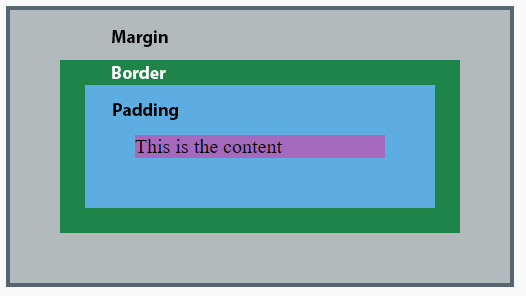 Margin
Border
Padding
This is the content